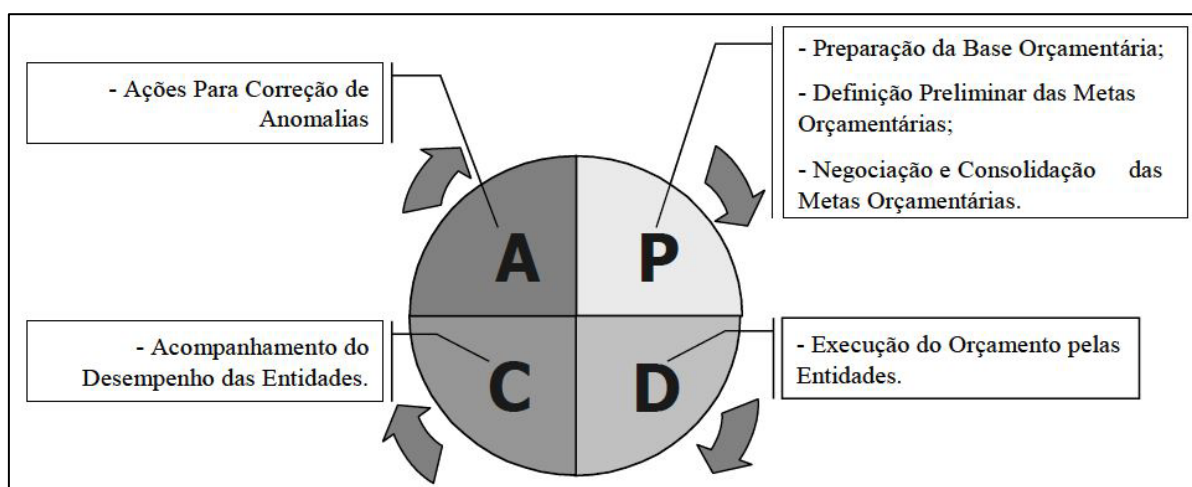 - Ações Para Correção de
Anomalias
- Preparação da Base Orçamentária;
- Definição Preliminar das Metas
Orçamentárias;
- Negociação e Consolidação das
Metas Orçamentárias.
A
P
C
D
- Acompanhamento do
Desempenho das Entidades.
- Execução do Orçamento pelas
Entidades.